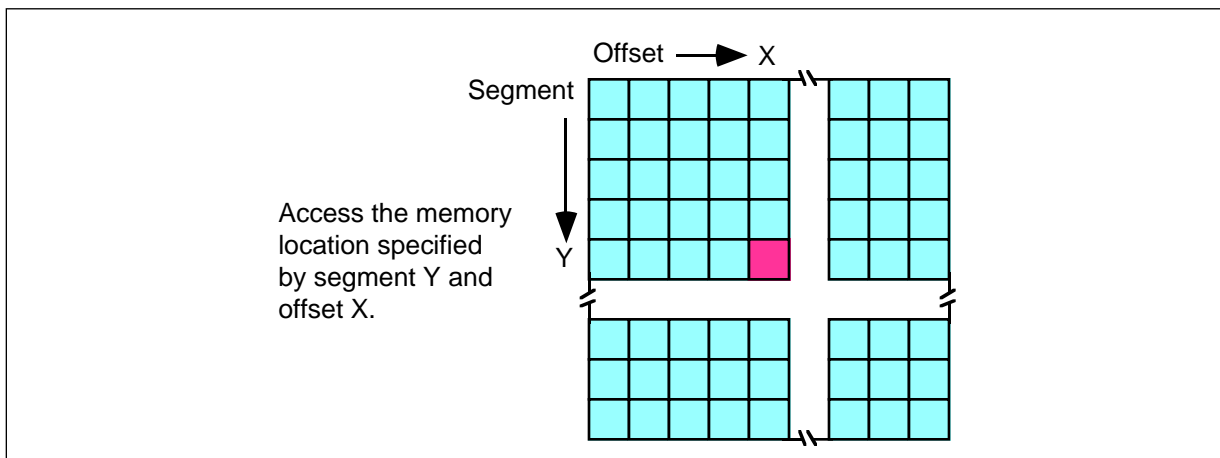 Offset X
Segment
Access the memory
location specified
Y
by segment Y and
offset X.